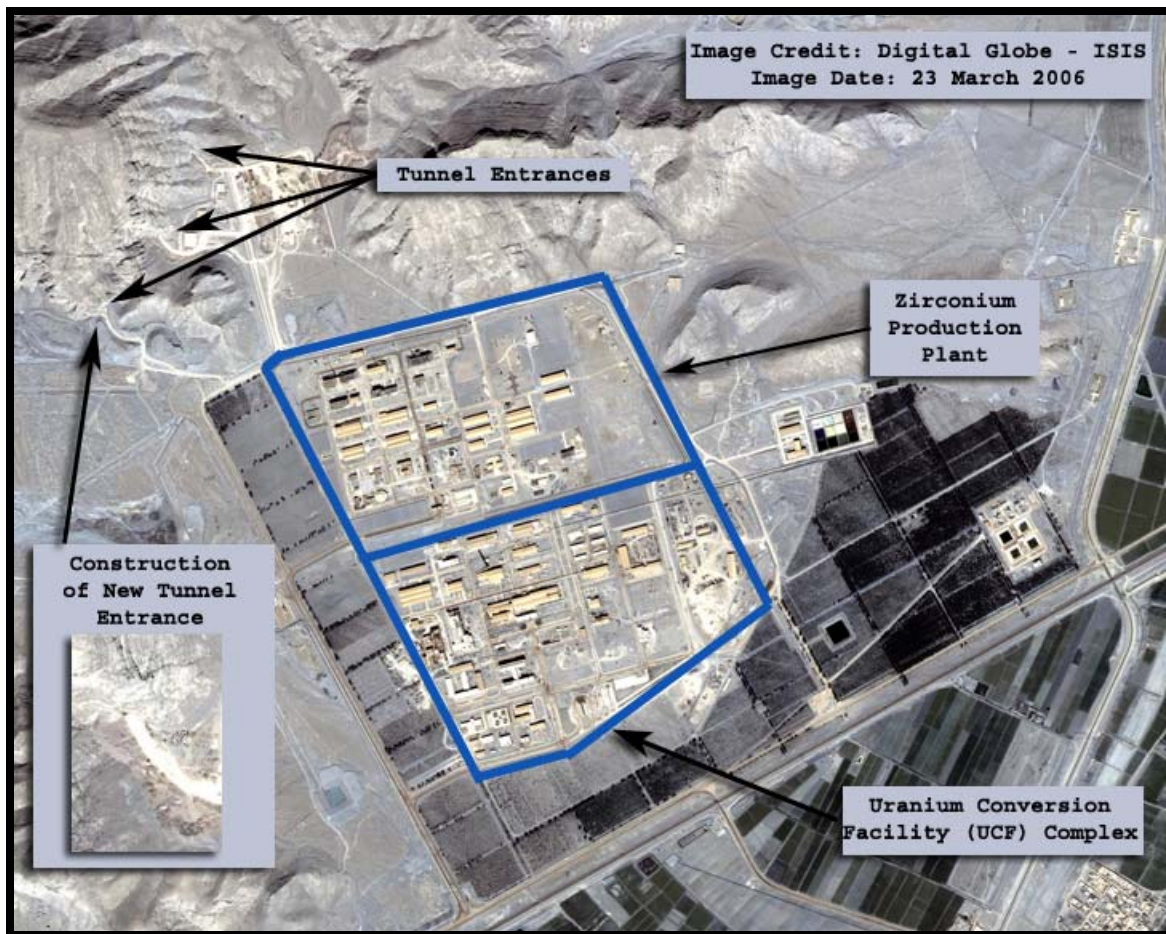 Image Credit: Digital Globe - ISIS
Image Date: 23 March 2006
Tunnel Entrances
Zirconium
Production
Plant
Construction
of New Tunnel
Entrance
Uranium Conversion
Facility (UCF) Complex